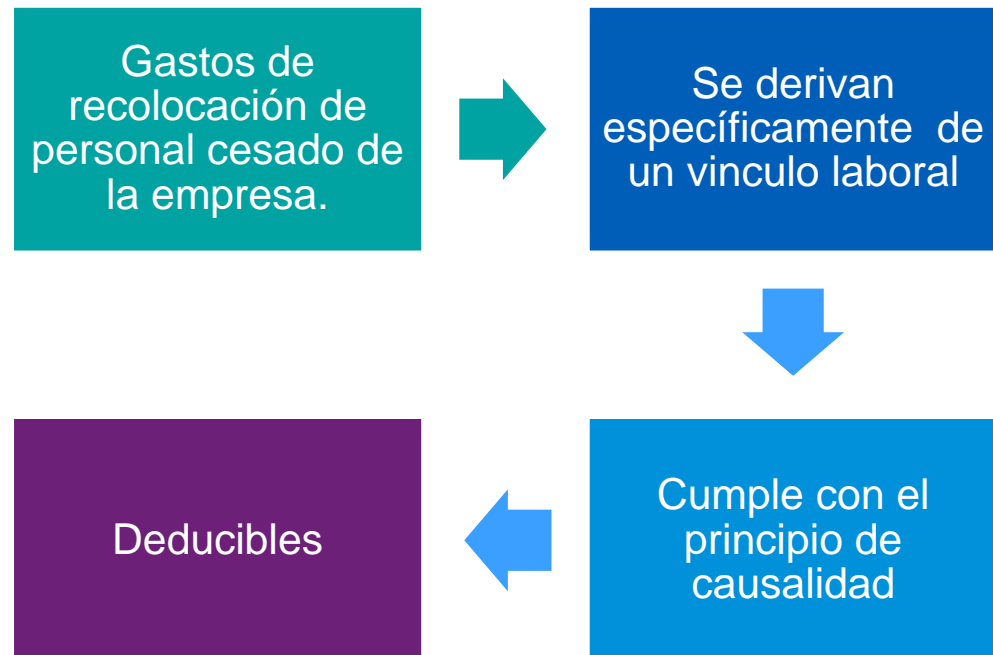 Gastos de
recolocación de
personal cesado de
la empresa.
Se derivan
específicamente de
un vinculo laboral
Cumple con el
principio de
causalidad
Deducibles